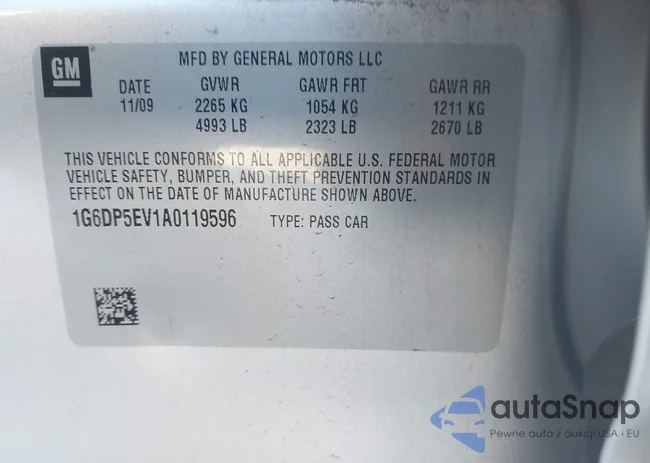 GM
MFD BY GENERAL MOTORS LLC
DATE GVWR GAWR FRT GAWR RR
11/09 2265 KG 1054 KG 1211 KG
4993 LB 2323 LB 2670 LB
THIS VEHICLE CONFORMS TO ALL APPLICABLE U.S. FEDERAL MOTOR
VEHICLE SAFETY, BUMPER, AND THEFT PREVENTION STANDARDS IN
EFFECT ON THE DATE OF MANUFACTURE SHOWN ABOVE.
1G6DP5EV1A0119596 TYPE: PASS CAR
autaSnap
Pewne auta z aukcji USA i EU